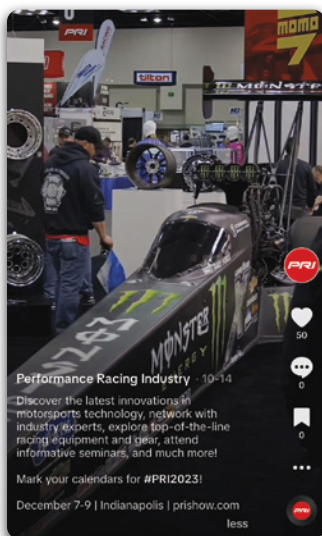 PRI
tilton
MOMO
7
MONSTER
MONSTER
ENERGY
PRI
50
0
0
Performance Racing Industry · 10-14
Discover the latest innovations in
motorsports technology, network with
industry experts, explore top-of-the-line
racing equipment and gear, attend
informative seminars, and much more!
Mark your calendars for #PRI2023!
December 7-9 | Indianapolis | prishow.com
less
PRI